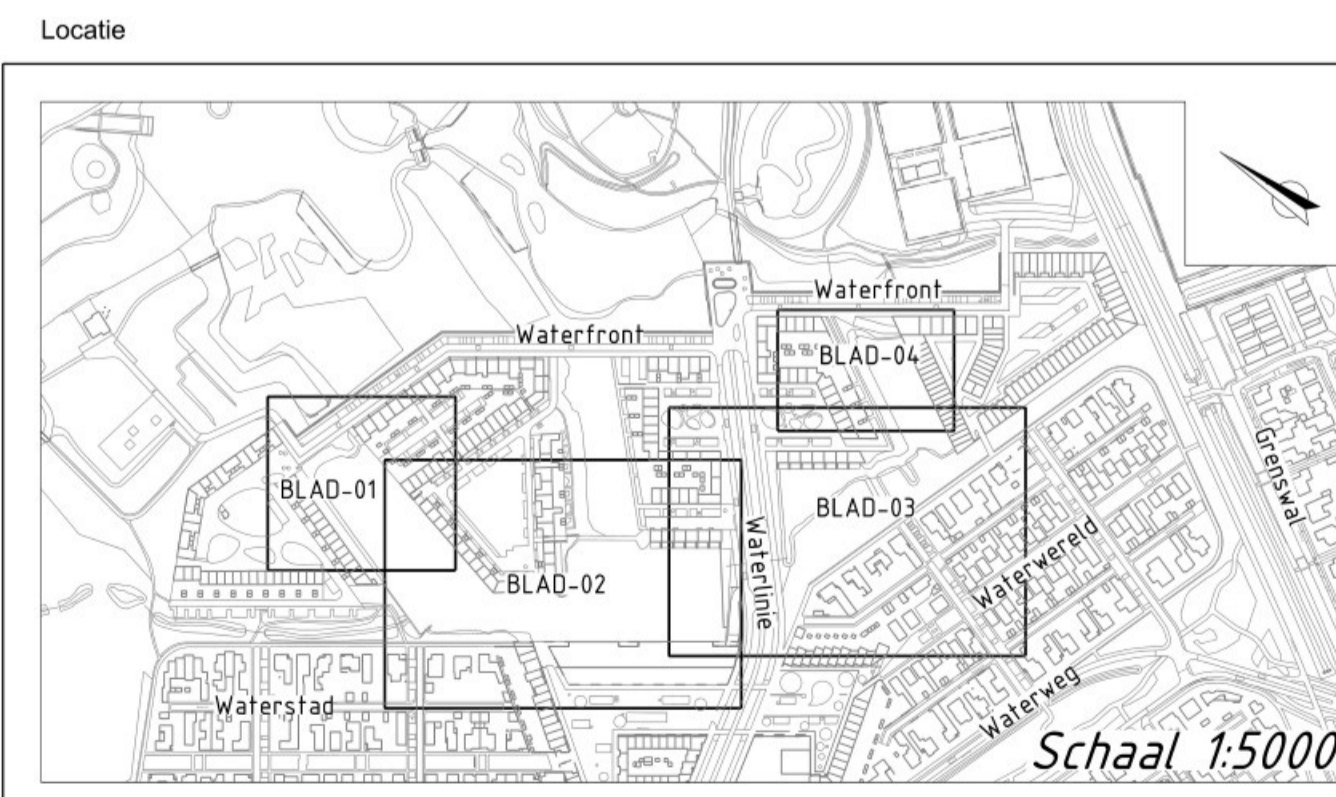 Locatie
Waterfront
Waterfront
BLAD-04
Grenswal
BLAD-01
BLAD-03
Waterlinie
Waterwereld
BLAD-02
Waterstad
Waterweg
Schaal 1:5000